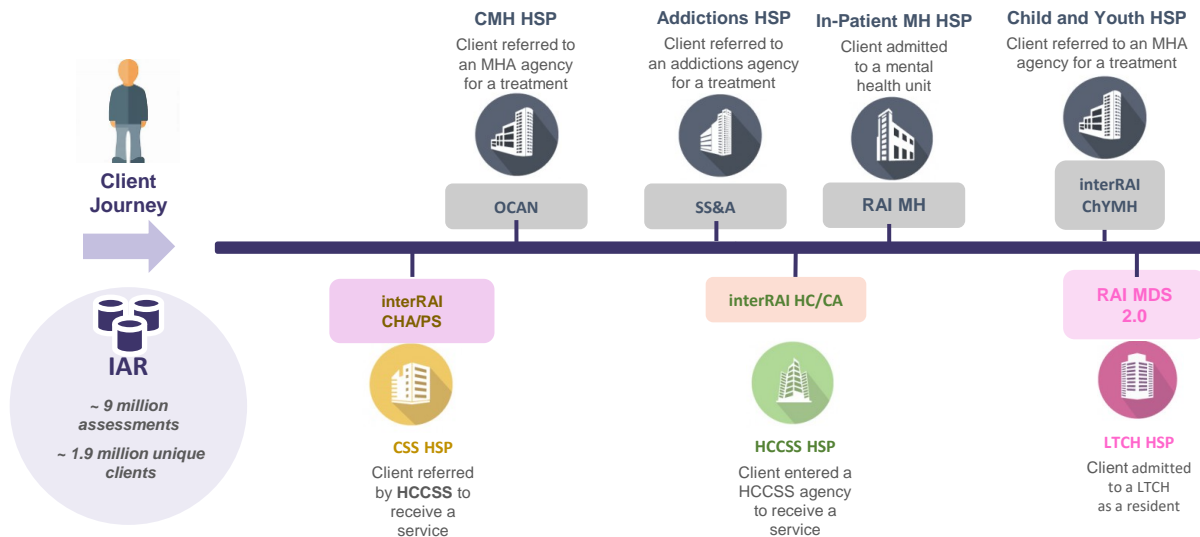 CMH HSP
Client referred to
an MHA agency
for a treatment
OCAN
Addictions HSP
Client referred to
an addictions agency
for a treatment
SS&A
In-Patient MH HSP
Client admitted
to a mental
health unit
RAI MH
Child and Youth HSP
Client referred to an MHA
agency for a treatment
interRAI
ChYMH
Client
Journey
IAR
~ 9 million
assessments
~ 1.9 million unique
clients
interRAI
CHA/PS
CSS HSP
Client referred
by HCCSS to
receive a
service
interRAI HC/CA
HCCSS HSP
Client entered a
HCCSS agency
to receive a
service
RAI MDS
2.0
LTCH HSP
Client admitted
to a LTCH
as a resident